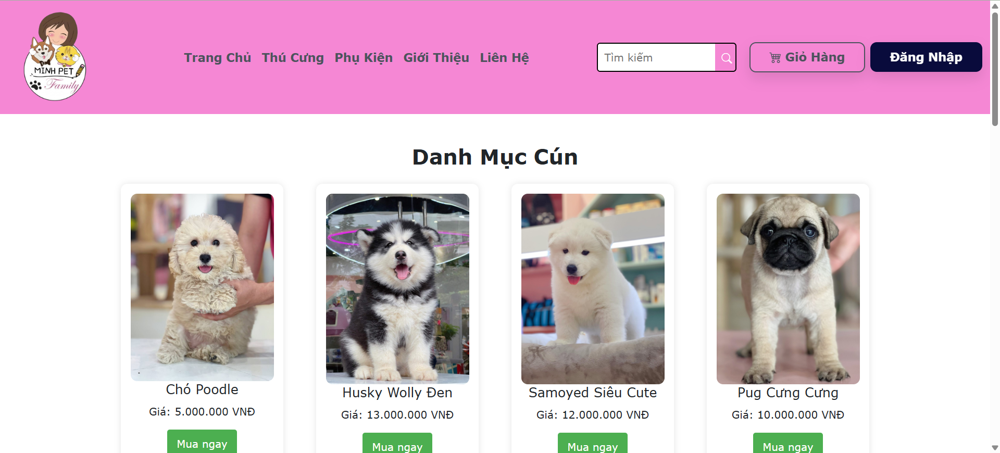 MINH PET
Family
Trang Chủ Thú Cưng Phụ Kiện Giới Thiệu Liên Hệ
Tìm kiếm
Giỏ Hàng
Đăng Nhập
Danh Mục Cún
Chó Poodle
Giá: 5.000.000 VNĐ
Mua ngay
Husky Wolly Đen
Giá: 13.000.000 VNĐ
Mua ngay
Samoyed Siêu Cute
Giá: 12.000.000 VNĐ
Mua ngay
Pug Cưng Cưng
Giá: 10.000.000 VNĐ
Mua ngay